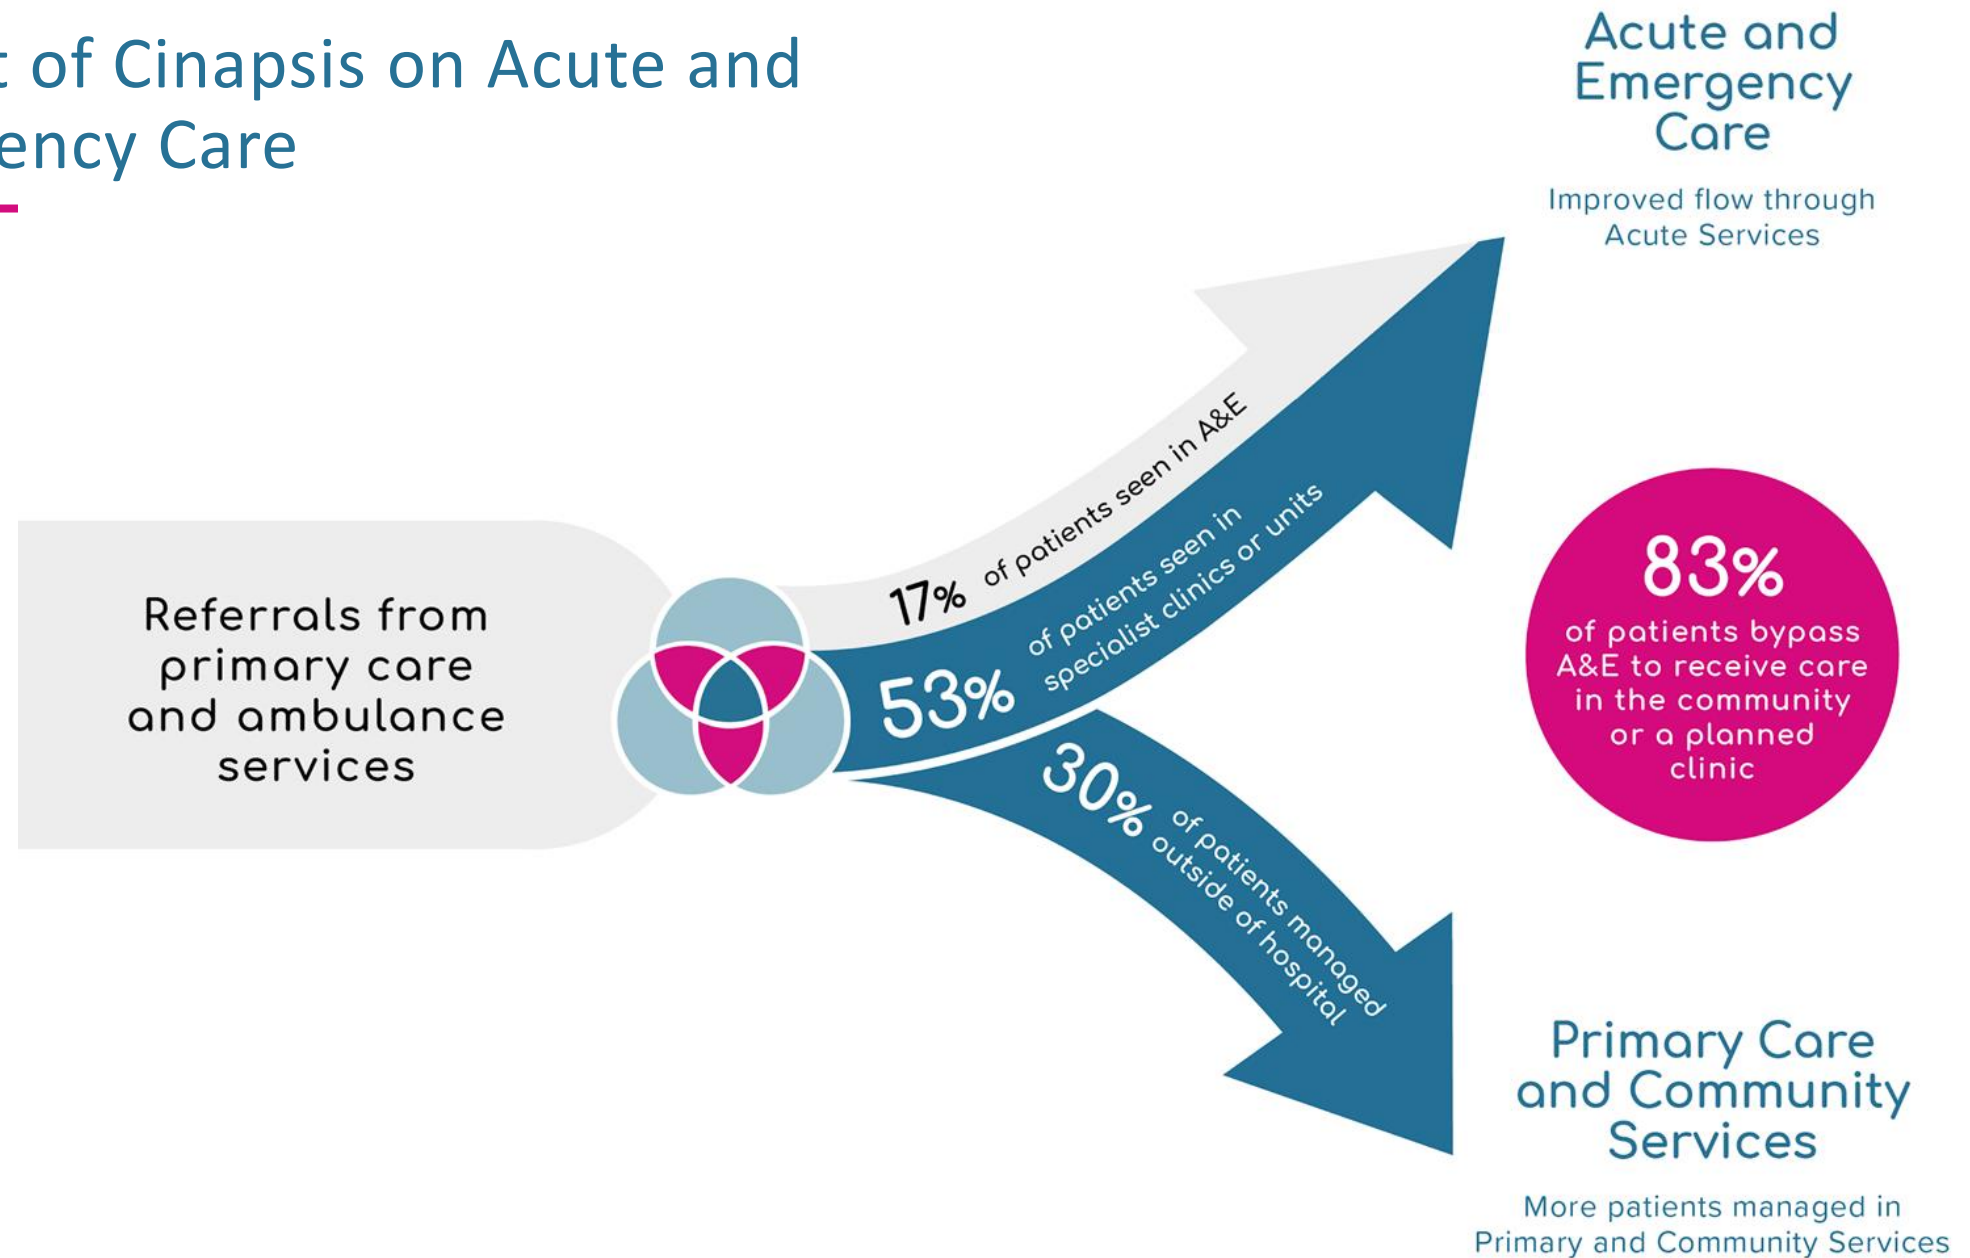 t of Cinapsis on Acute and
ency Care
Acute and
Emergency
Care
Improved flow through
Acute Services
Referrals from
primary care
and ambulance
services
17% of patients seen in A&E
53% of patients seen in
specialist clinics or units
30% of patients managed
outside of hospital
83%
of patients bypass
A&E to receive care
in the community
or a planned
clinic
Primary Care
and Community
Services
More patients managed in
Primary and Community Services